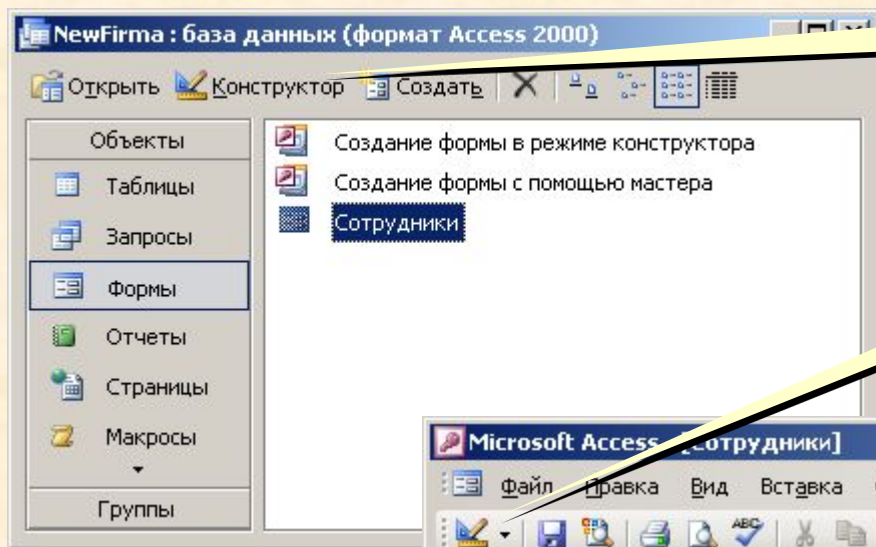 NewFirma : база данных (формат Access 2000)
Открыть Конструктор Создать
Объекты
Таблицы
Запросы
Формы
Отчеты
Страницы
Макросы
Группы
Создание формы в режиме конструктора
Создание формы с помощью мастера
Сотрудники
Microsoft Access - [Сотрудники]
Файл Правка Вид Вставка
ABC